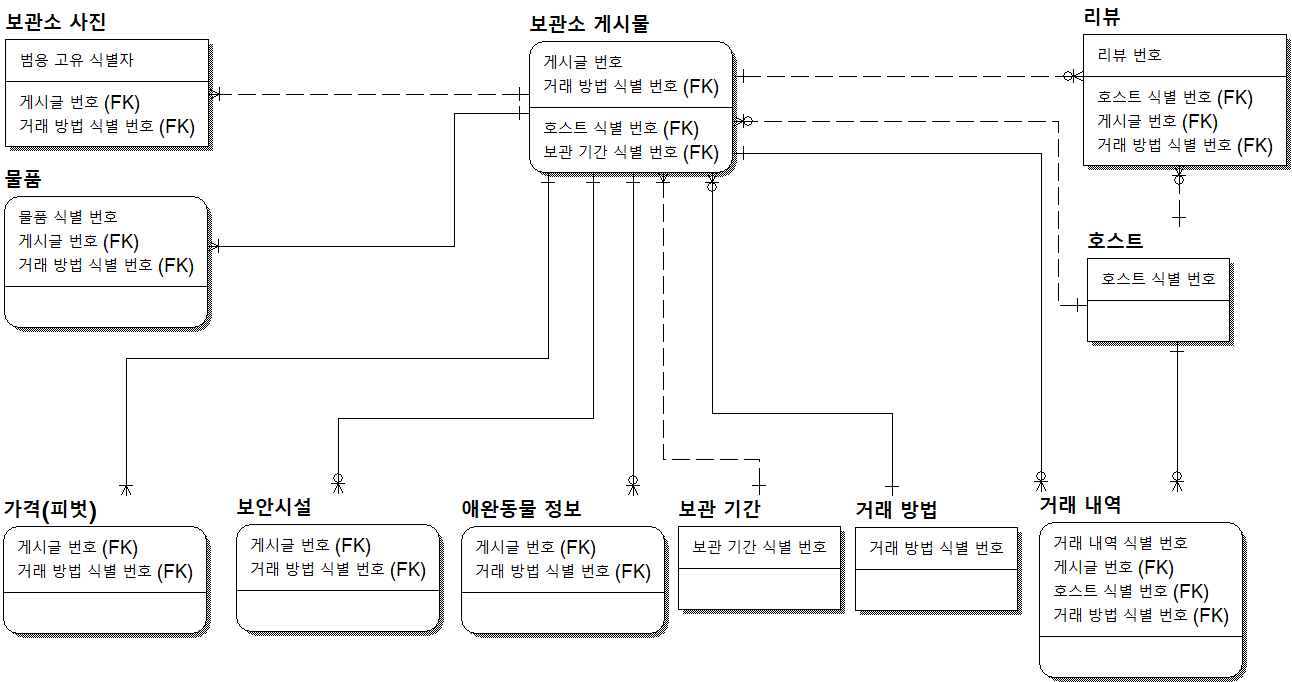 보관소 사진
범용 고유 식별자
게시글 번호 (FK)
거래 방법 식별 번호 (FK)
보관소 게시물
게시글 번호
거래 방법 식별 번호 (FK)
호스트 식별 번호 (FK)
보관 기간 식별 번호 (FK)
리뷰
리뷰 번호
호스트 식별 번호 (FK)
게시글 번호 (FK)
거래 방법 식별 번호 (FK)
물품
물품 식별 번호
게시글 번호 (FK)
거래 방법 식별 번호 (FK)
호스트
호스트 식별 번호
가격(피벗)
게시글 번호 (FK)
거래 방법 식별 번호 (FK)
보안시설
게시글 번호 (FK)
거래 방법 식별 번호 (FK)
애완동물 정보
게시글 번호 (FK)
거래 방법 식별 번호 (FK)
보관 기간
보관 기간 식별 번호
거래 방법
거래 방법 식별 번호
거래 내역
거래 내역 식별 번호
게시글 번호 (FK)
호스트 식별 번호 (FK)
거래 방법 식별 번호 (FK)